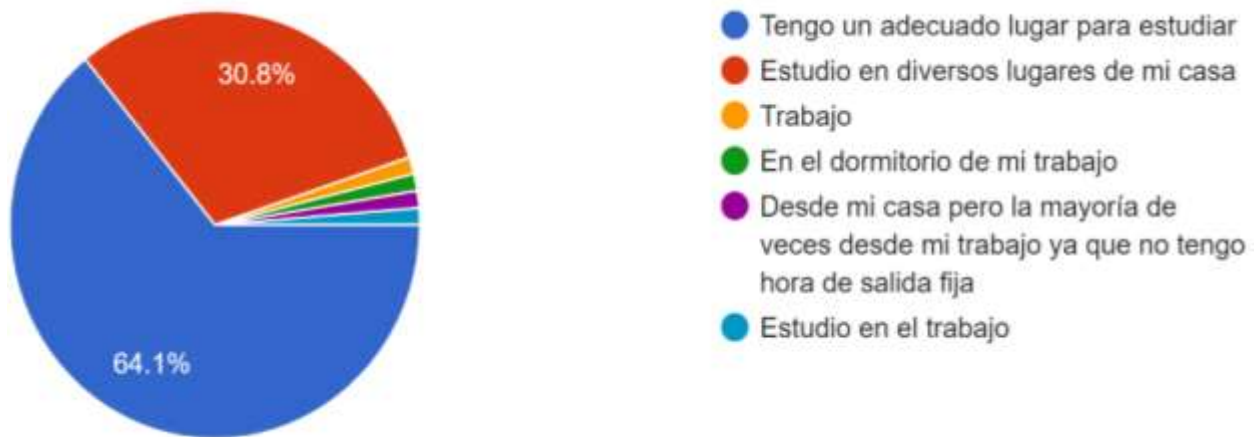 30.8%
64.1%
Tengo un adecuado lugar para estudiar
Estudio en diversos lugares de mi casa
Trabajo
En el dormitorio de mi trabajo
Desde mi casa pero la mayoría de
veces desde mi trabajo ya que no tengo
hora de salida fija
Estudio en el trabajo